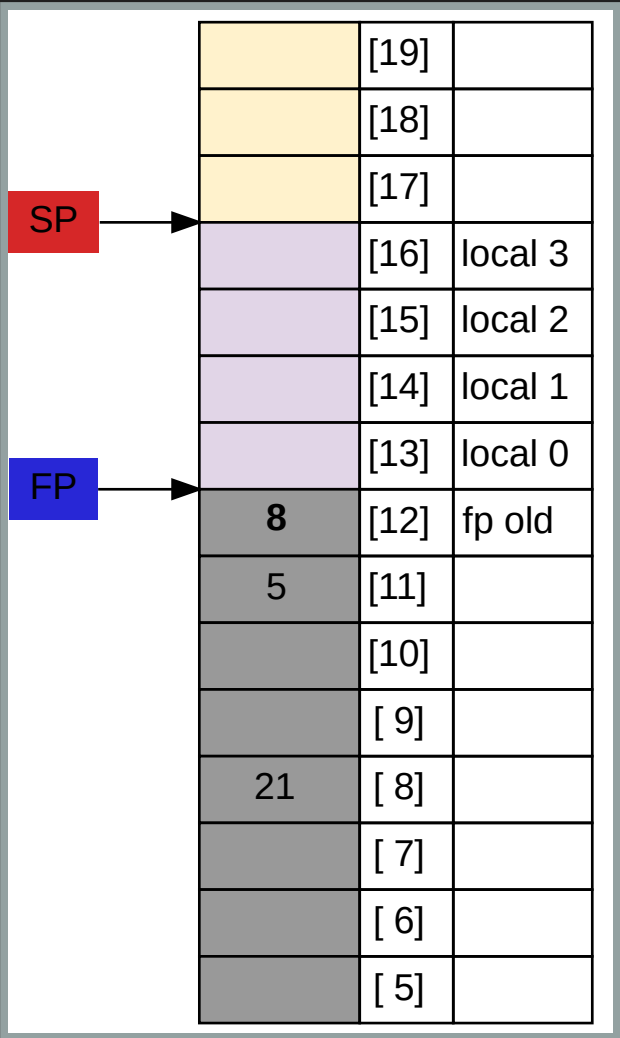 [19]
[18]
[17]
SP
[16] local 3
[15] local 2
[14] local 1
[13] local 0
FP
8 [12] fp old
5 [11]
[10]
[ 9]
21 [ 8]
[ 7]
[ 6]
[ 5]